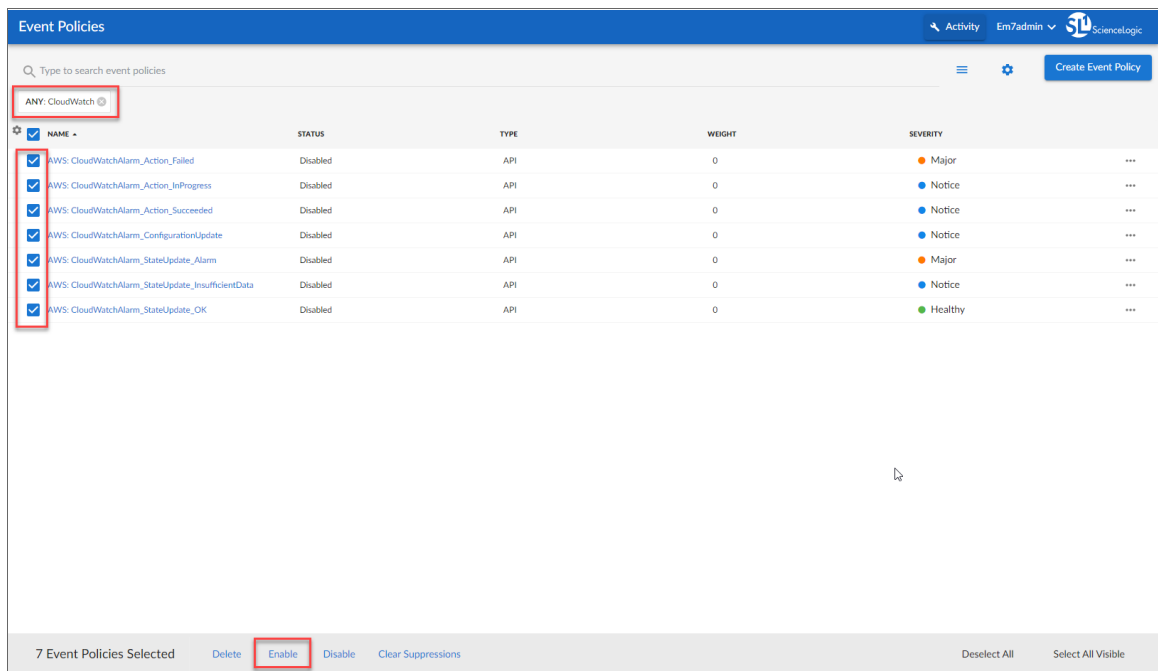 Event Policies Activity Em7admin SL1 ScienceLogic
Type to search event policies Create Event Policy
ANY: CloudWatch
NAME STATUS TYPE WEIGHT SEVERITY
AWS: CloudWatchAlarm_Action_Failed Disabled API 0 Major
AWS: CloudWatchAlarm_Action_InProgress Disabled API 0 Notice
AWS: CloudWatchAlarm_Action_Succeeded Disabled API 0 Notice
AWS: CloudWatchAlarm_ConfigurationUpdate Disabled API 0 Notice
AWS: CloudWatchAlarm_StateUpdate_Alarm Disabled API 0 Major
AWS: CloudWatchAlarm_StateUpdate_InsufficientData Disabled API 0 Notice
AWS: CloudWatchAlarm_StateUpdate_OK Disabled API 0 Healthy
7 Event Policies Selected Delete Enable Disable Clear Suppressions Deselect All Select All Visible